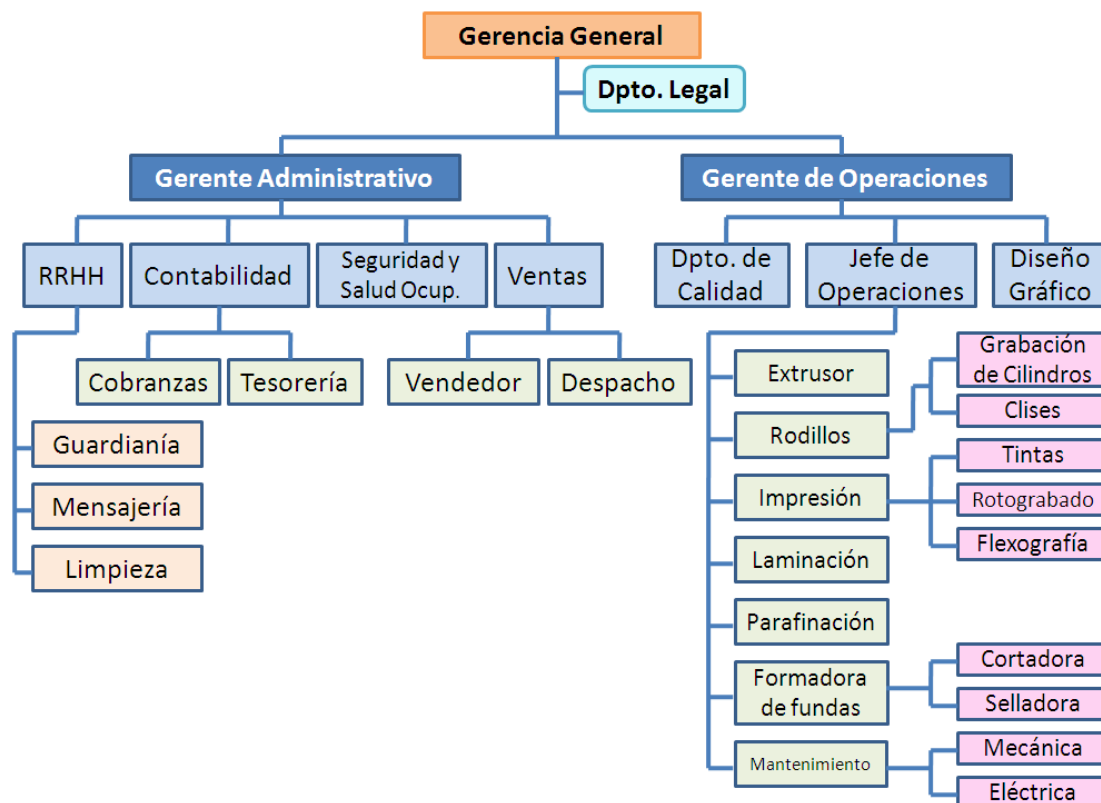 Gerencia General
Dpto. Legal
Gerente Administrativo
Gerente de Operaciones
RRHH
Contabilidad
Seguridad y
Salud Ocup.
Ventas
Dpto. de
Calidad
Jefe de
Operaciones
Diseño
Gráfico
Cobranzas
Tesorería
Vendedor
Despacho
Guardianía
Mensajería
Limpieza
Extrusor
Rodillos
Grabación
de Cilindros
Clises
Impresión
Tintas
Rotograbado
Flexografía
Laminación
Parafinación
Formadora
de fundas
Cortadora
Selladora
Mantenimiento
Mecánica
Eléctrica